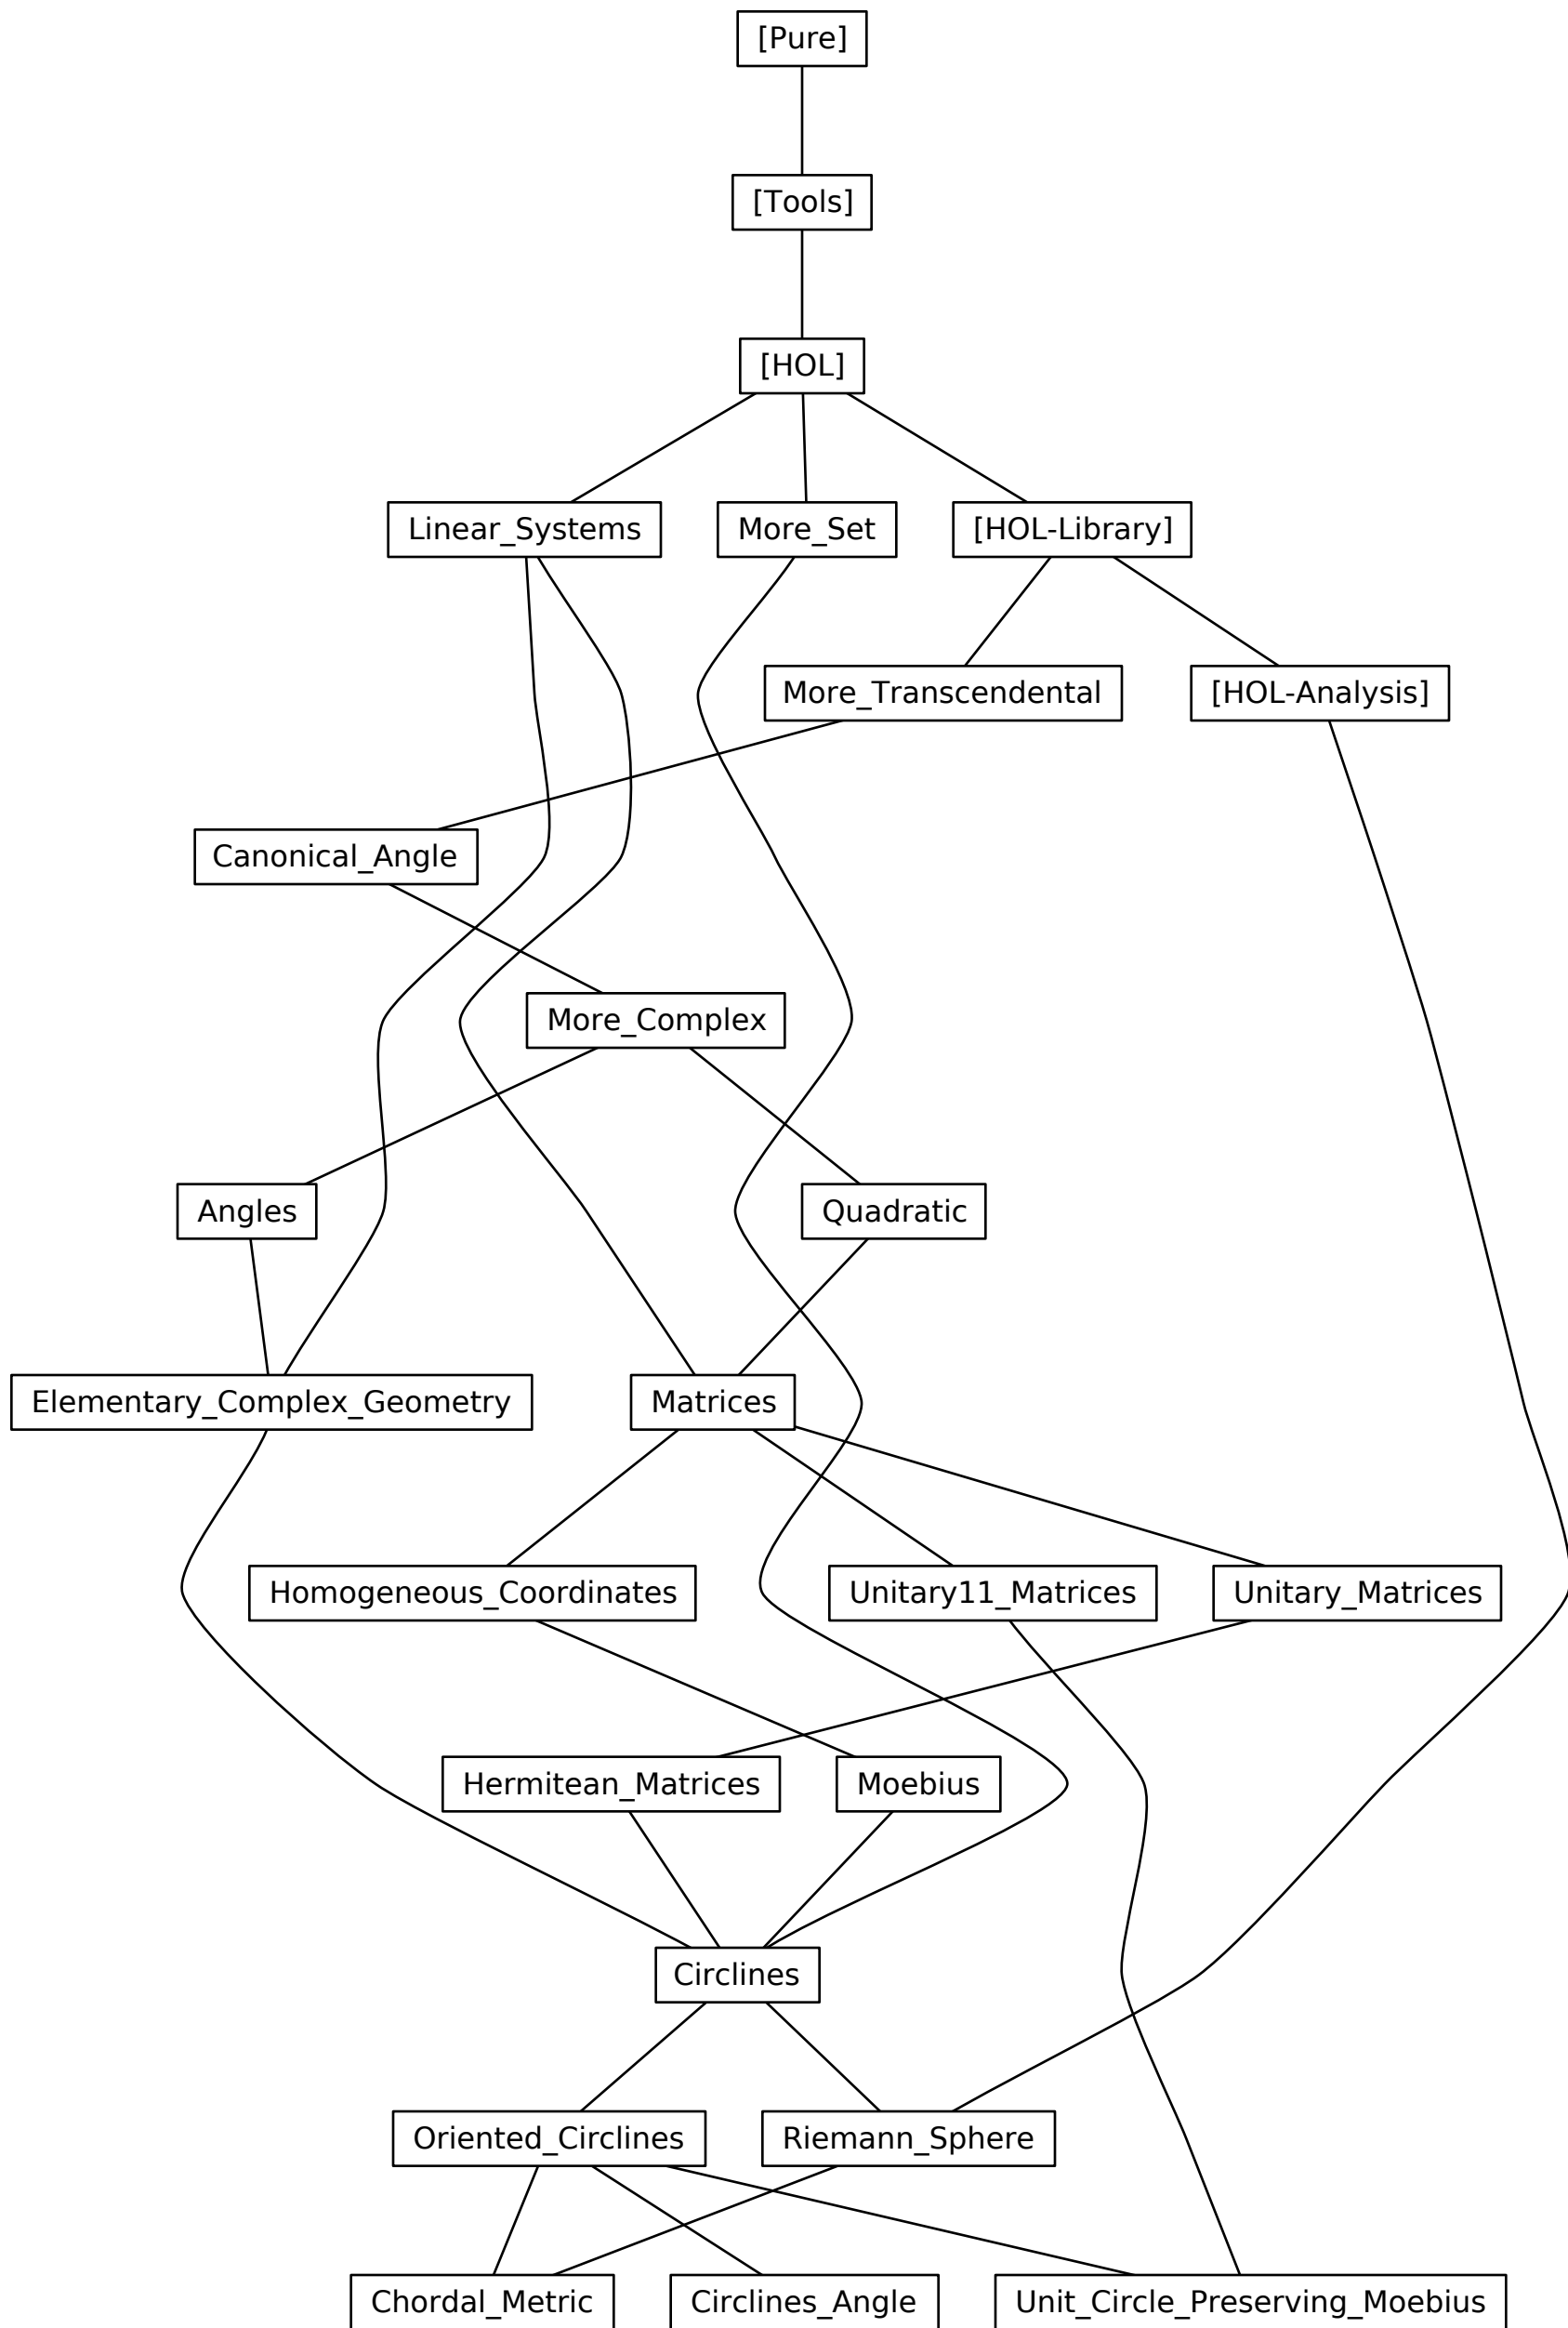 [Pure]
[Tools]
[HOL]
Linear_Systems
More_Set
[HOL-Library]
More_Transcendental
[HOL-Analysis]
Canonical_Angle
More_Complex
Angles
Quadratic
Elementary_Complex_Geometry
Matrices
Homogeneous_Coordinates
Unitary11_Matrices
Unitary_Matrices
Hermitean_Matrices
Moebius
Circlines
Oriented_Circlines
Riemann_Sphere
Chordal_Metric
Circlines_Angle
Unit_Circle_Preserving_Moebius